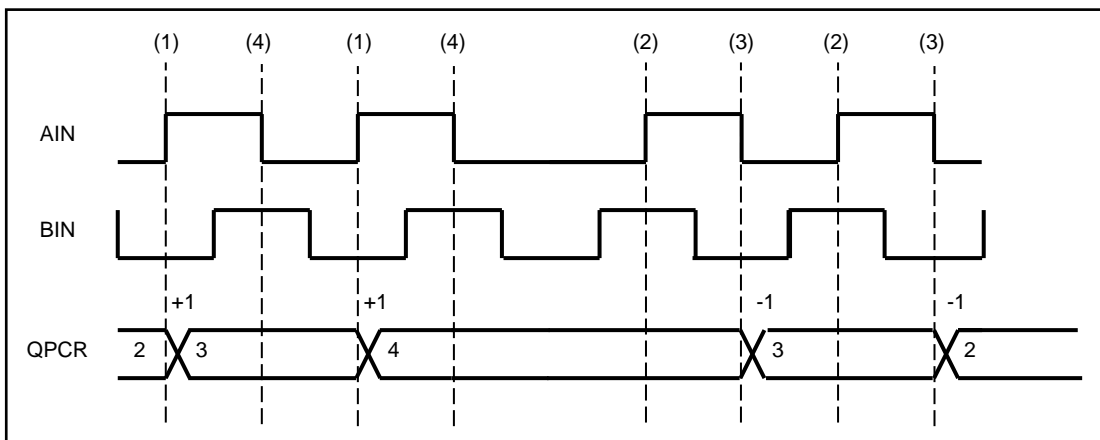 (1) (4) (1) (4) (2) (3) (2) (3)
AIN
BIN
+1 +1 -1 -1
QPCR 2 3 4 3 2